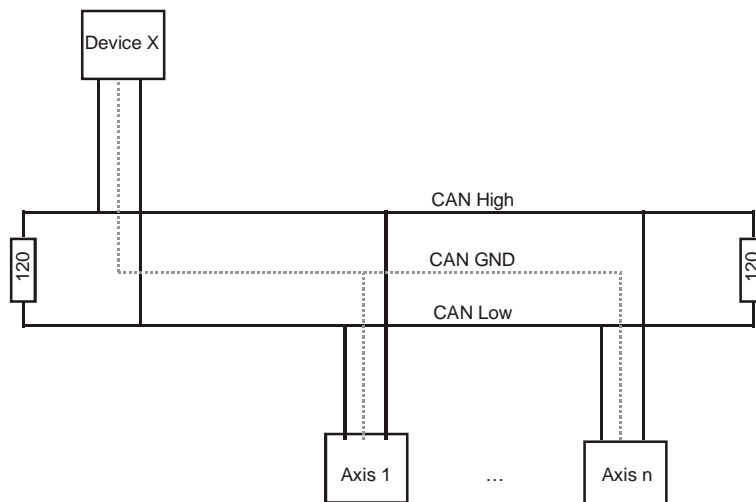 Device X
CAN High
120
CAN GND
120
CAN Low
Axis 1
...
Axis n